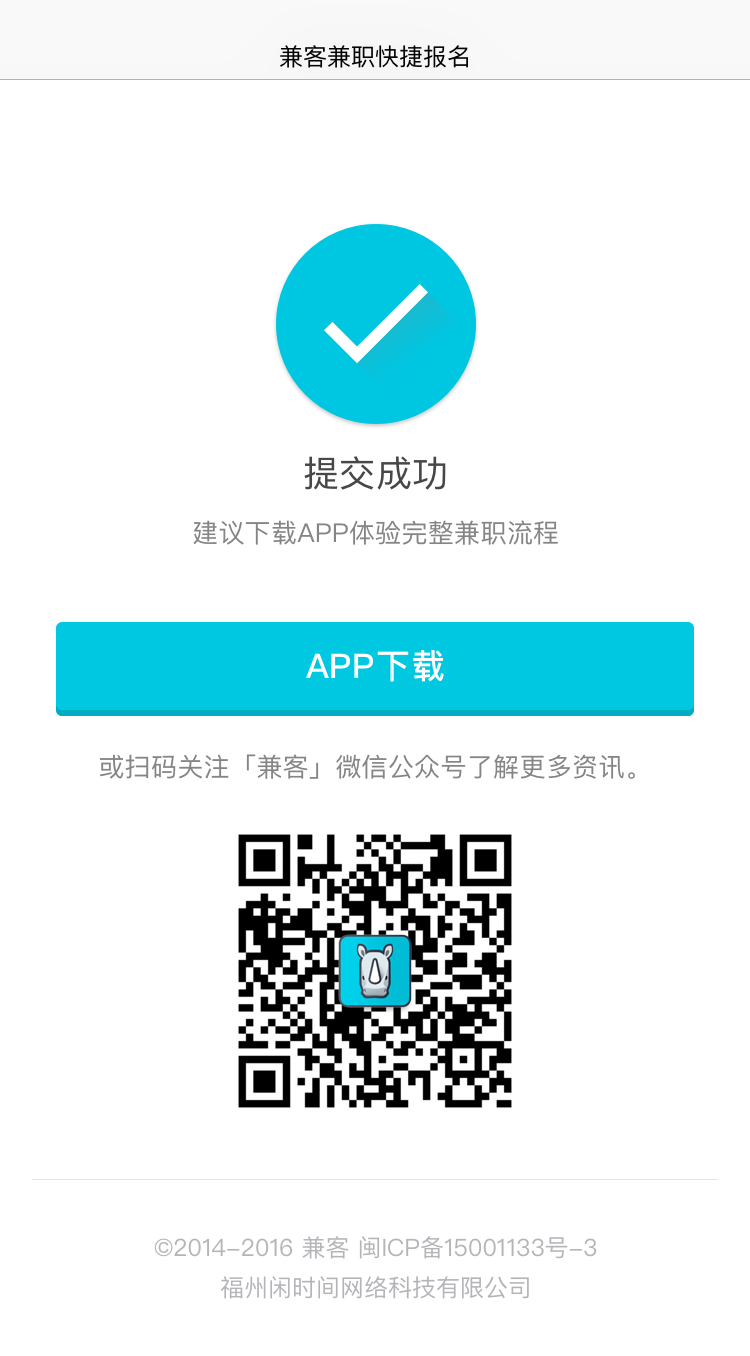 兼客兼职快捷报名
提交成功
建议下载APP体验完整兼职流程
APP下载
或扫码关注「兼客」微信公众号了解更多资讯。
©2014-2016 兼客 闽ICP备15001133号-3
福州闲时间网络科技有限公司